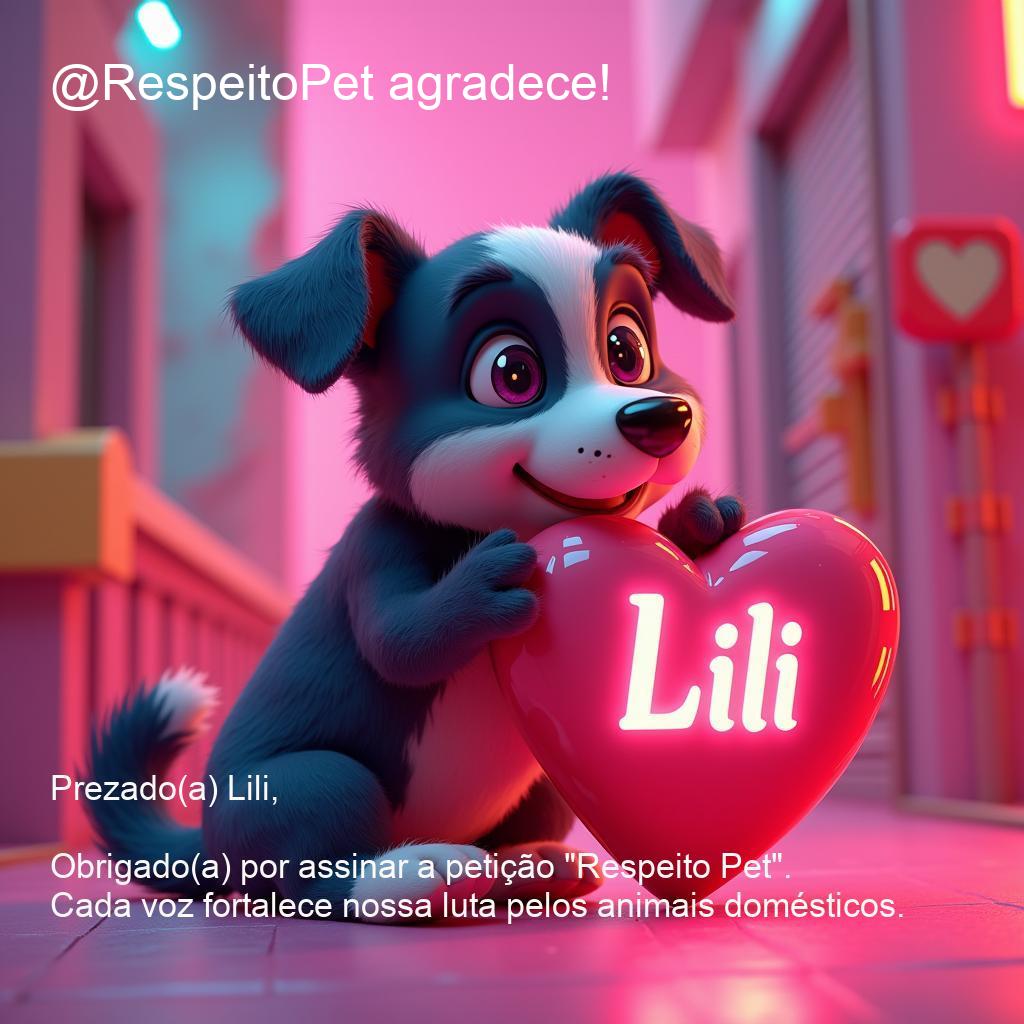 @RespeitoPet agradece!
Lili
Prezado(a) Lili,
Obrigado(a) por assinar a petição "Respeito Pet".
Cada voz fortalece nossa luta pelos animais domésticos.